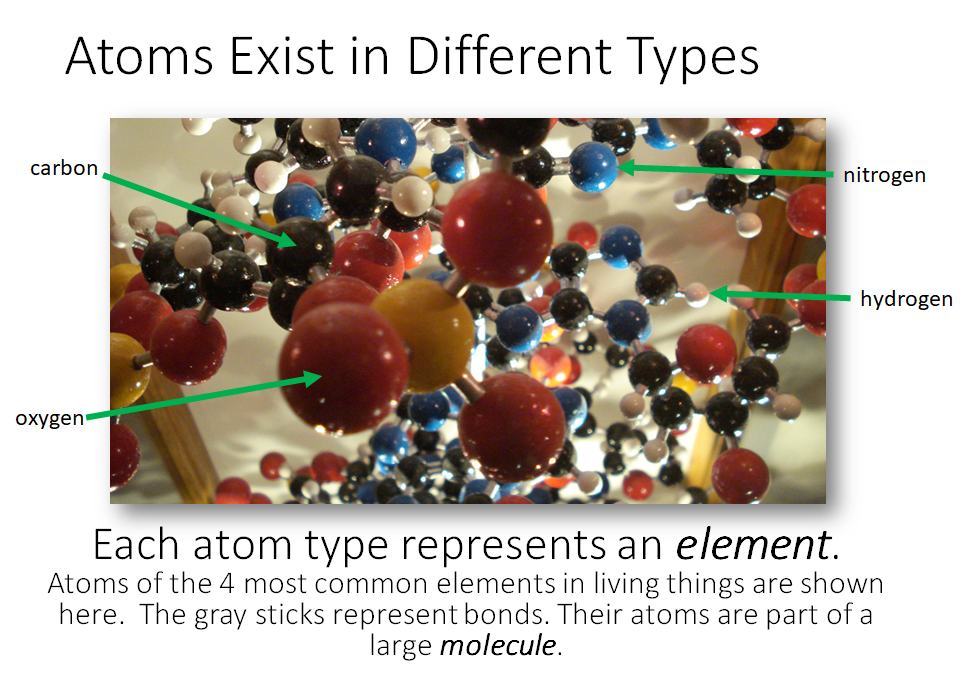 Atoms Exist in Different Types
carbon
nitrogen
hydrogen
oxygen
Each atom type represents an element.
Atoms of the 4 most common elements in living things are shown
here.  The gray sticks represent bonds. Their atoms are part of a
large molecule.